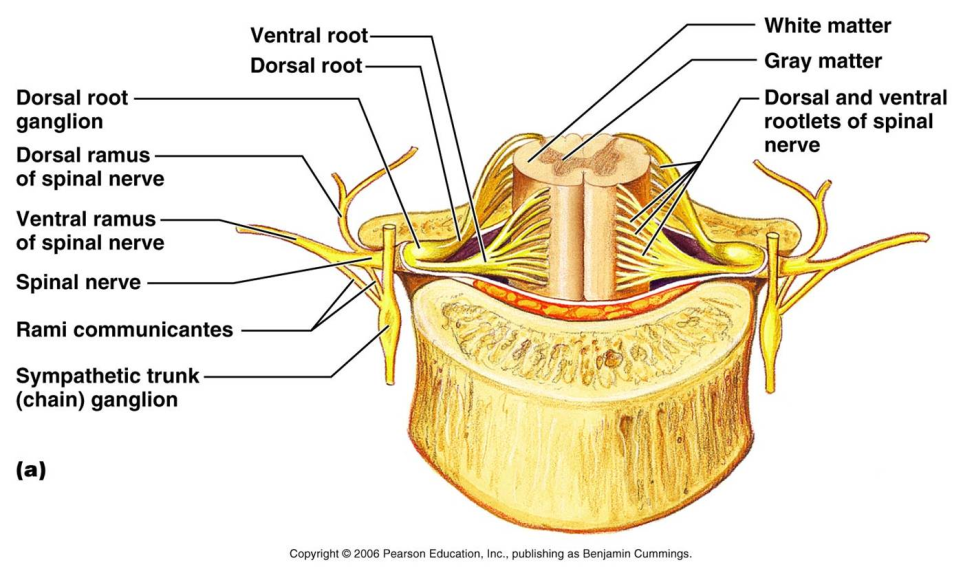 Ventral root
Dorsal root
Dorsal root
ganglion
Dorsal ramus
of spinal nerve
Ventral ramus
of spinal nerve
Spinal nerve
Rami communicantes
Sympathetic trunk
(chain) ganglion
(a)
White matter
Gray matter
Dorsal and ventral
rootlets of spinal
nerve
Copyright © 2006 Pearson Education, Inc., publishing as Benjamin Cummings.